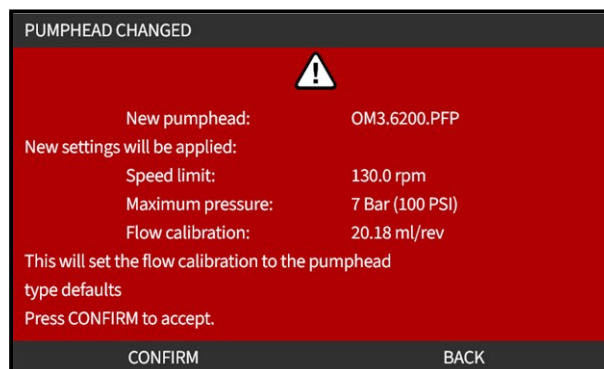 PUMPHEAD CHANGED
New pumphead: OM3.6200.PFP
New settings will be applied:
Speed limit: 130.0 rpm
Maximum pressure: 7 Bar (100 PSI)
Flow calibration: 20.18 ml/rev
This will set the flow calibration to the pumphead
type defaults
Press CONFIRM to accept.
CONFIRM BACK